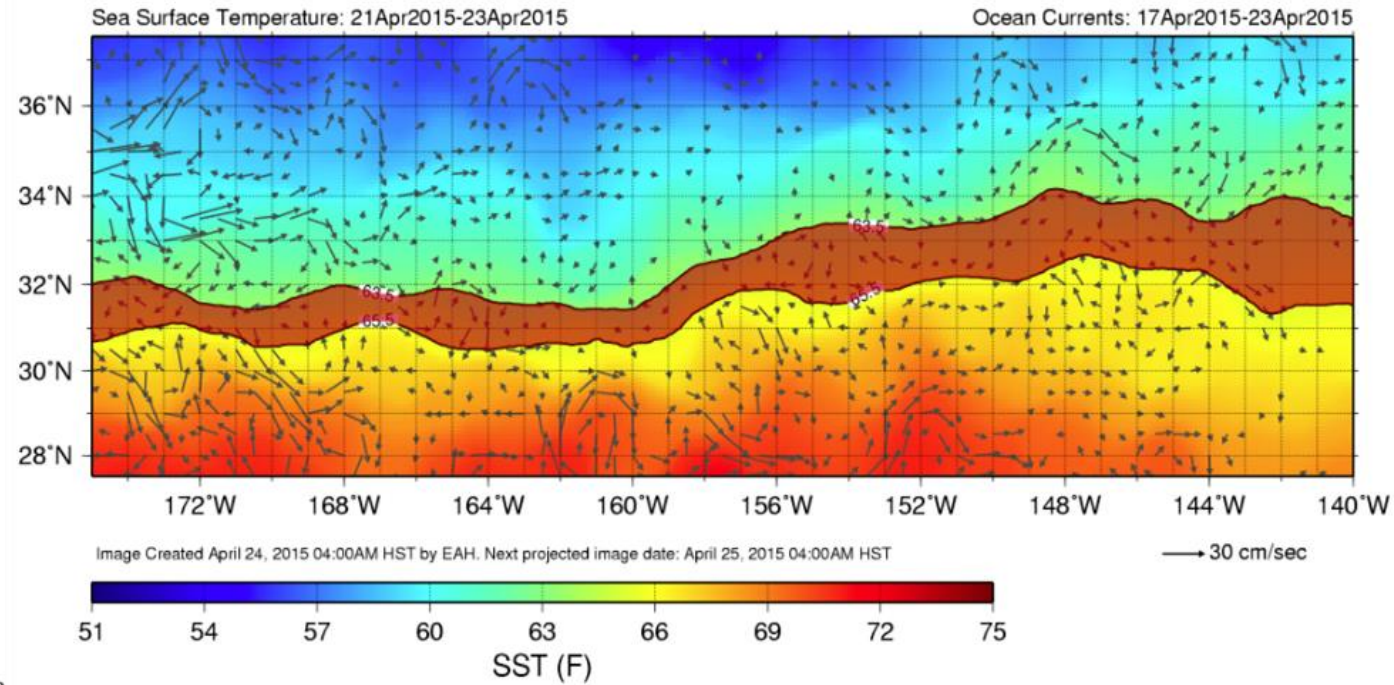 Sea Surface Temperature: 21Apr2015-23Apr2015 Ocean Currents: 17Apr2015-23Apr2015
36°N
34°N
63.5
63.5
32°N
65.5
65.5
30°N
28°N
172°W 168°W 164°W 160°W 156°W 152°W 148°W 144°W 140°W
Image Created April 24, 2015 04:00AM HST by EAH. Next projected image date: April 25, 2015 04:00AM HST 30 cm/sec
51 54 57 60 63 66 69 72 75
SST (F)